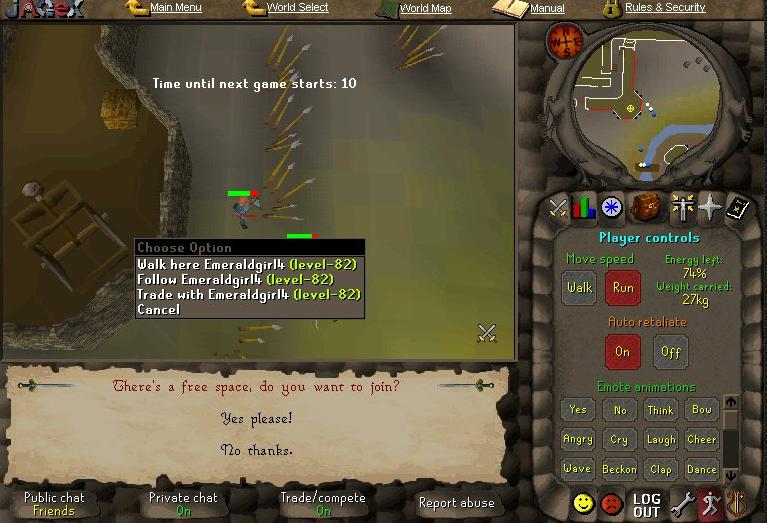 JAGEX
Main Menu
World Select
World Map
Manual
Rules & Security
Time until next game starts: 10
Choose Option
Walk here Emeraldgirl4 (level-82)
Follow Emeraldgirl4 (level-82)
Trade with Emeraldgirl4 (level-82)
Cancel
There's a free space, do you want to join?
Yes please!
No thanks.
Public chat
Friends
Private chat
On
Trade/compete
On
Report abuse
N
W E
S
Player controls
Move speed
Walk
Run
Energy left:
74%
Weight carried:
27kg
Auto retaliate
On
Off
Emote animations
Yes
No
Think
Bow
Angry
Cry
Laugh
Cheer
Wave
Beckon
Clap
Dance
LOG
OUT